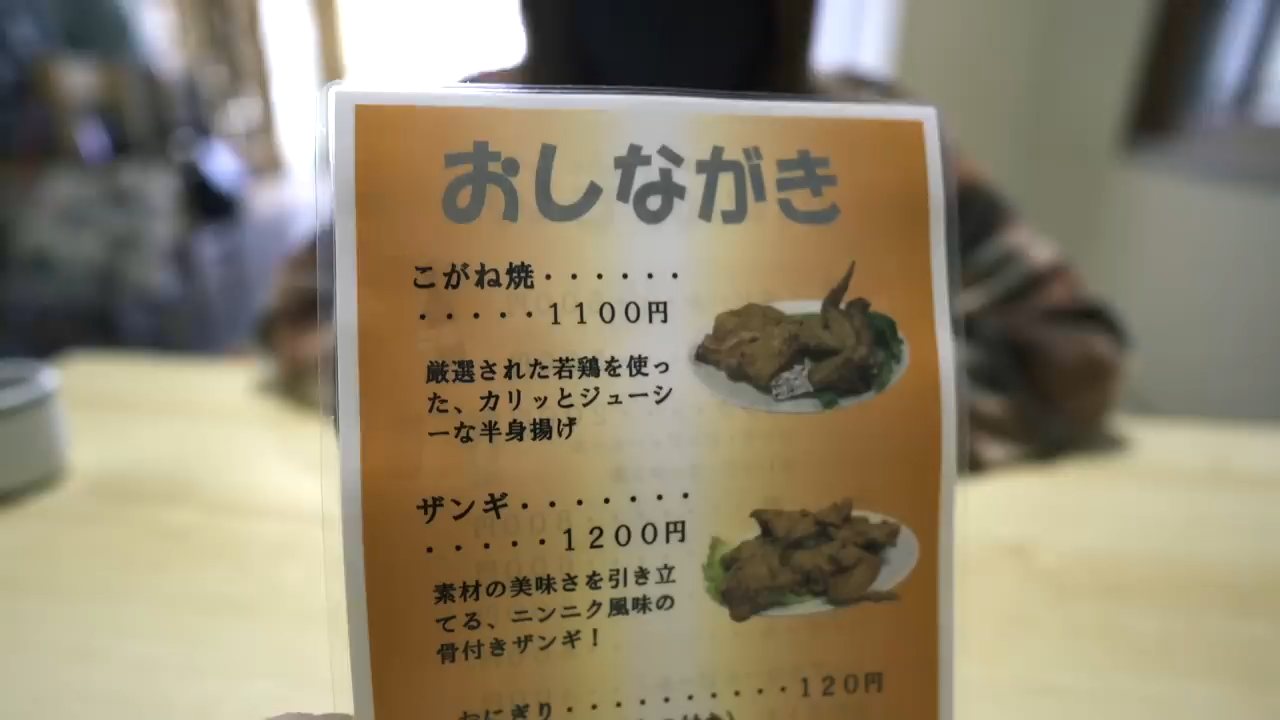 おしながき
こがね焼・・・・・・
・・・・・1100円
厳選された若鶏を使っ
た、カリッとジューシ
ーな半身揚げ
ザンギ・・・・・・・
・・・・・1200円
素材の美味さを引き立
てる、ニンニク風味の
骨付きザンギ！
おにぎり・・・・・・・・・・120円